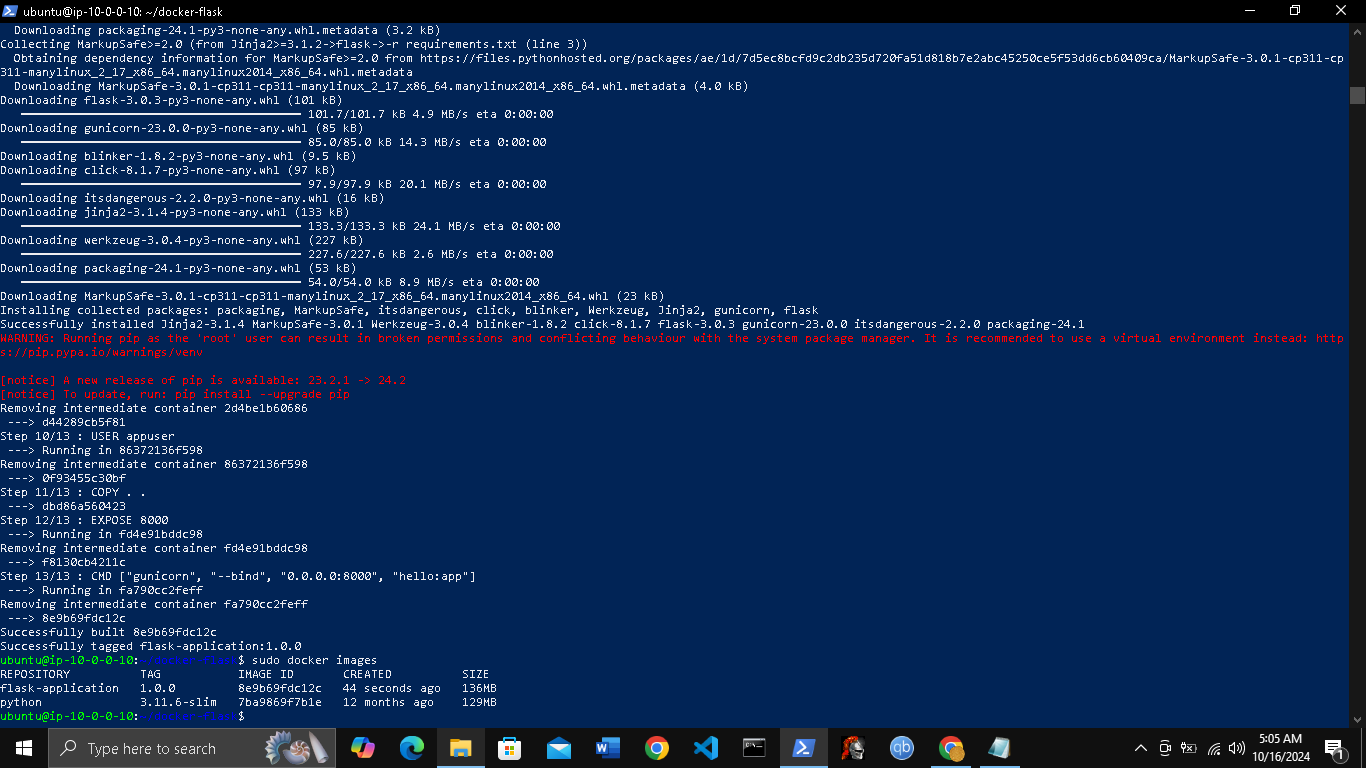 ubuntu@ip-10-0-0-10: ~/docker-flask
  Downloading packaging-24.1-py3-none-any.whl.metadata (3.2 kB)
Collecting MarkupSafe>=2.0 (from Jinja2>=3.1.2->flask->-r requirements.txt (line 3))
  Obtaining dependency information for MarkupSafe>=2.0 from https://files.pythonhosted.org/packages/ae/1d/7d5ec8bcfd9c2db235d720fa51d818b7e2abc45250ce5f53dd6cb60409ca/MarkupSafe-3.0.1-cp311-cp
311-manylinux_2_17_x86_64.manylinux2014_x86_64.whl.metadata
  Downloading MarkupSafe-3.0.1-cp311-cp311-manylinux_2_17_x86_64.manylinux2014_x86_64.whl.metadata (4.0 kB)
Downloading flask-3.0.3-py3-none-any.whl (101 kB)
101.7/101.7 kB 4.9 MB/s eta 0:00:00
Downloading gunicorn-23.0.0-py3-none-any.whl (85 kB)
85.0/85.0 kB 14.3 MB/s eta 0:00:00
Downloading blinker-1.8.2-py3-none-any.whl (9.5 kB)
Downloading click-8.1.7-py3-none-any.whl (97 kB)
97.9/97.9 kB 20.1 MB/s eta 0:00:00
Downloading itsdangerous-2.2.0-py3-none-any.whl (16 kB)
Downloading jinja2-3.1.4-py3-none-any.whl (133 kB)
133.3/133.3 kB 24.1 MB/s eta 0:00:00
Downloading werkzeug-3.0.4-py3-none-any.whl (227 kB)
227.6/227.6 kB 2.6 MB/s eta 0:00:00
Downloading packaging-24.1-py3-none-any.whl (53 kB)
54.0/54.0 kB 8.9 MB/s eta 0:00:00
Downloading MarkupSafe-3.0.1-cp311-cp311-manylinux_2_17_x86_64.manylinux2014_x86_64.whl (23 kB)
Installing collected packages: packaging, MarkupSafe, itsdangerous, click, blinker, Werkzeug, Jinja2, gunicorn, flask
Successfully installed Jinja2-3.1.4 MarkupSafe-3.0.1 Werkzeug-3.0.4 blinker-1.8.2 click-8.1.7 flask-3.0.3 gunicorn-23.0.0 itsdangerous-2.2.0 packaging-24.1
WARNING: Running pip as the 'root' user can result in broken permissions and conflicting behaviour with the system package manager. It is recommended to use a virtual environment instead: http
s://pip.pypa.io/warnings/venv
[notice] A new release of pip is available: 23.2.1 -> 24.2
[notice] To update, run: pip install --upgrade pip
Removing intermediate container 2d4be1b60686
 ---> d44289cb5f81
Step 10/13 : USER appuser
 ---> Running in 86372136f598
Removing intermediate container 86372136f598
 ---> 0f93455c30bf
Step 11/13 : COPY . .
 ---> dbd86a560423
Step 12/13 : EXPOSE 8000
 ---> Running in fd4e91bddc98
Removing intermediate container fd4e91bddc98
 ---> f8130cb4211c
Step 13/13 : CMD ["gunicorn", "--bind", "0.0.0.0:8000", "hello:app"]
 ---> Running in fa790cc2feff
Removing intermediate container fa790cc2feff
 ---> 8e9b69fdc12c
Successfully built 8e9b69fdc12c
Successfully tagged flask-application:1.0.0
ubuntu@ip-10-0-0-10:~/docker-flask$ sudo docker images
REPOSITORY          TAG           IMAGE ID       CREATED          SIZE
flask-application   1.0.0         8e9b69fdc12c   44 seconds ago   136MB
python              3.11.6-slim   7ba9869f7b1e   12 months ago    129MB
ubuntu@ip-10-0-0-10:~/docker-flask$
Type here to search
5:05 AM
10/16/2024
1